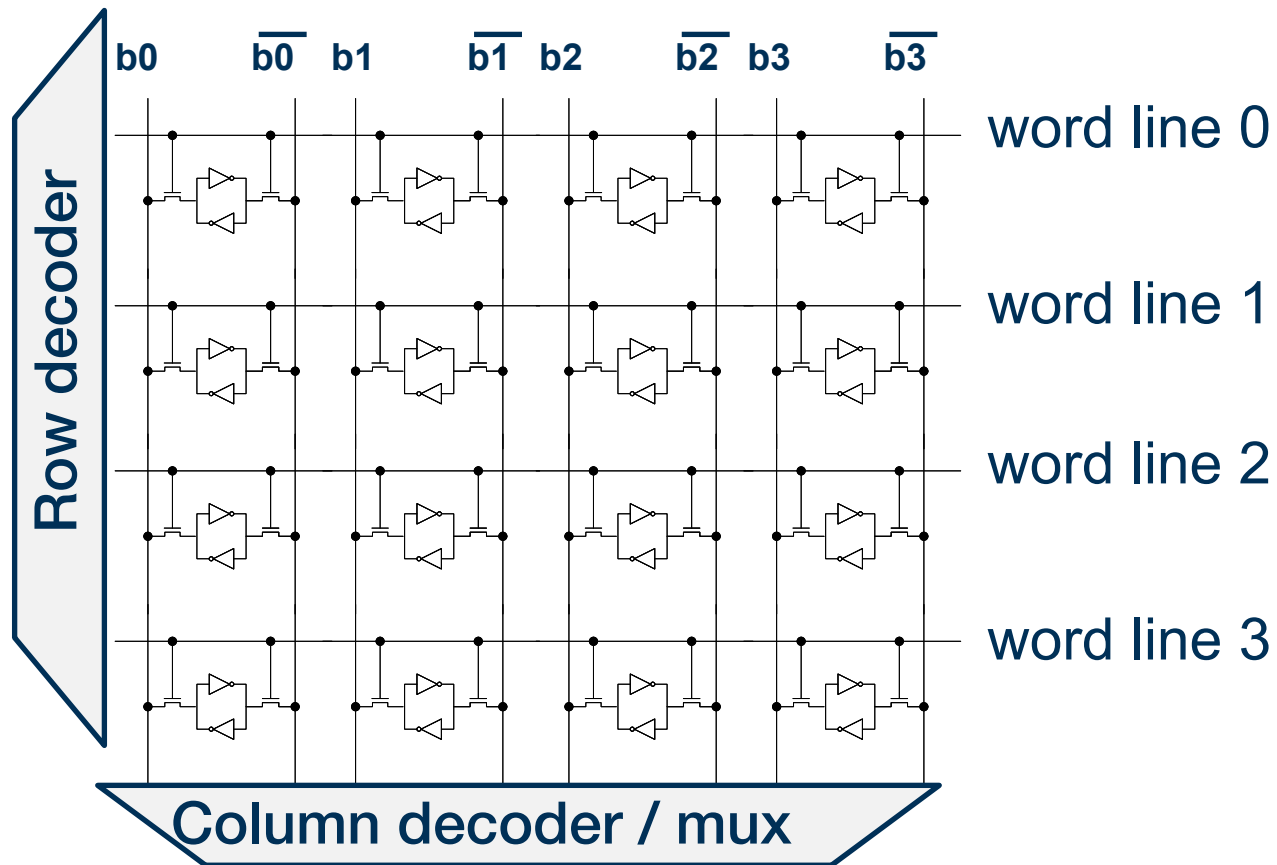 b0 b0̅ b1 b1̅ b2 b2̅ b3 b3̅
word line 0
word line 1
Row decoder
word line 2
word line 3
Column decoder / mux